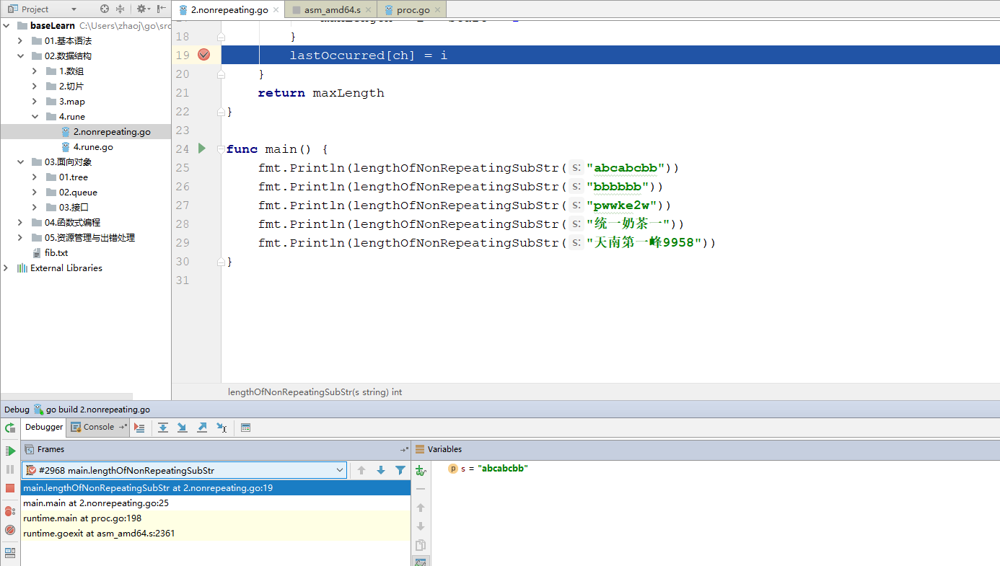 Project
2.nonrepeating.go
asm_amd64.s
proc.go
baseLearn C:\Users\zhaoj\go\src
01.基本语法
02.数据结构
1.数组
2.切片
3.map
4.rune
2.nonrepeating.go
4.rune.go
03.面向对象
01.tree
02.queue
03.接口
04.函数式编程
05.资源管理与出错处理
fib.txt
External Libraries
18 }
19 lastOccurred[ch] = i
20 }
21 return maxLength
22 }
23
24 func main() {
25 fmt.Println(lengthOfNonRepeatingSubStr( s: "abcabcbb"))
26 fmt.Println(lengthOfNonRepeatingSubStr( s: "bbbbbb"))
27 fmt.Println(lengthOfNonRepeatingSubStr( s: "pwwke2w"))
28 fmt.Println(lengthOfNonRepeatingSubStr( s: "统一奶茶一"))
29 fmt.Println(lengthOfNonRepeatingSubStr( s: "天南第一峰9958"))
30 }
31
lengthOfNonRepeatingSubStr(s string) int
Debug go build 2.nonrepeating.go
Debugger Console
Frames
Variables
#2968 main.lengthOfNonRepeatingSubStr
main.lengthOfNonRepeatingSubStr at 2.nonrepeating.go:19
main.main at 2.nonrepeating.go:25
runtime.main at proc.go:198
runtime.goexit at asm_amd64.s:2361
p s = "abcabcbb"